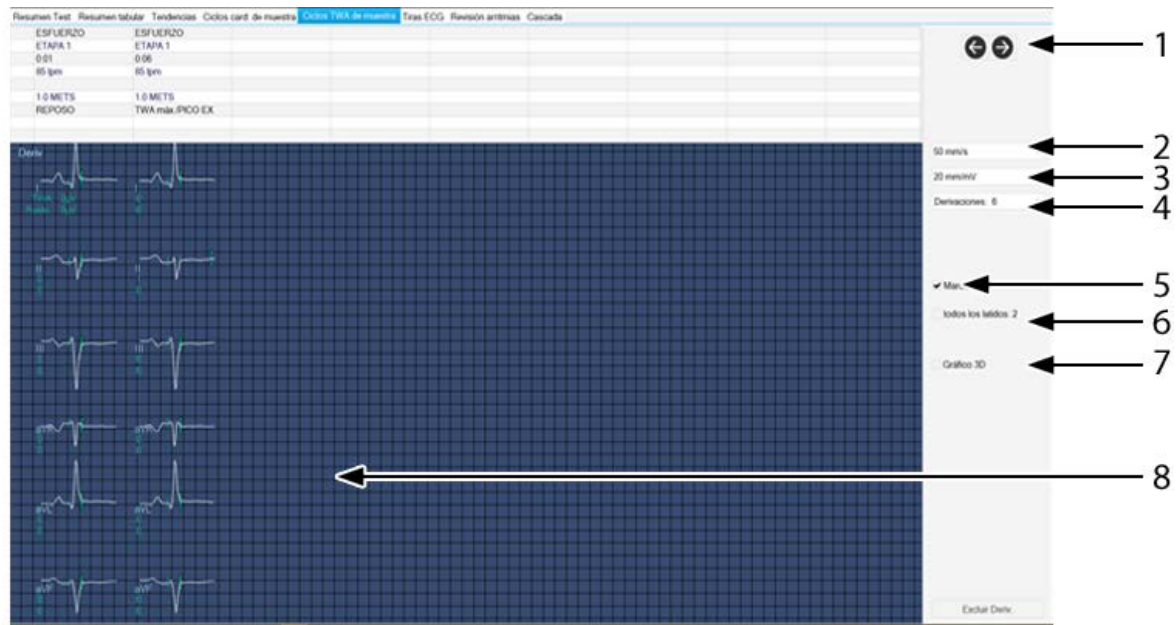 Resumen Test Resumen tabular Tendencias Ciclos card. de muestra Ciclos TWA de muestra Tiras ECG Revisión arritmias Cascada
ESFUERZO ESFUERZO
ETAPA 1 ETAPA 1
0:01 0:06
85 lpm 85 lpm
1.0 METS 1.0 METS
REPOSO TWA máx./PICO EX
1
Deriv
50 mm/s
2
20 mm/mV
3
Derivaciones: 6
4
I I
0µV
0µV
II II
5
todos los latidos: 2
6
III III
Gráfico 3D
7
aVR aVR
8
aVL aVL
aVF aVF
Excluir Deriv.